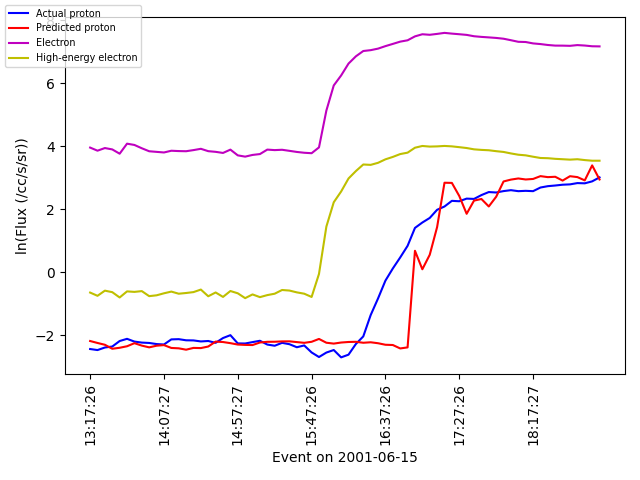 8
Actual proton
Predicted proton
Electron
High-energy electron
6
4
2
0
−2
ln(Flux (/cc/s/sr))
13:17:26
14:07:27
14:57:27
15:47:26
16:37:26
17:27:26
18:17:27
Event on 2001-06-15